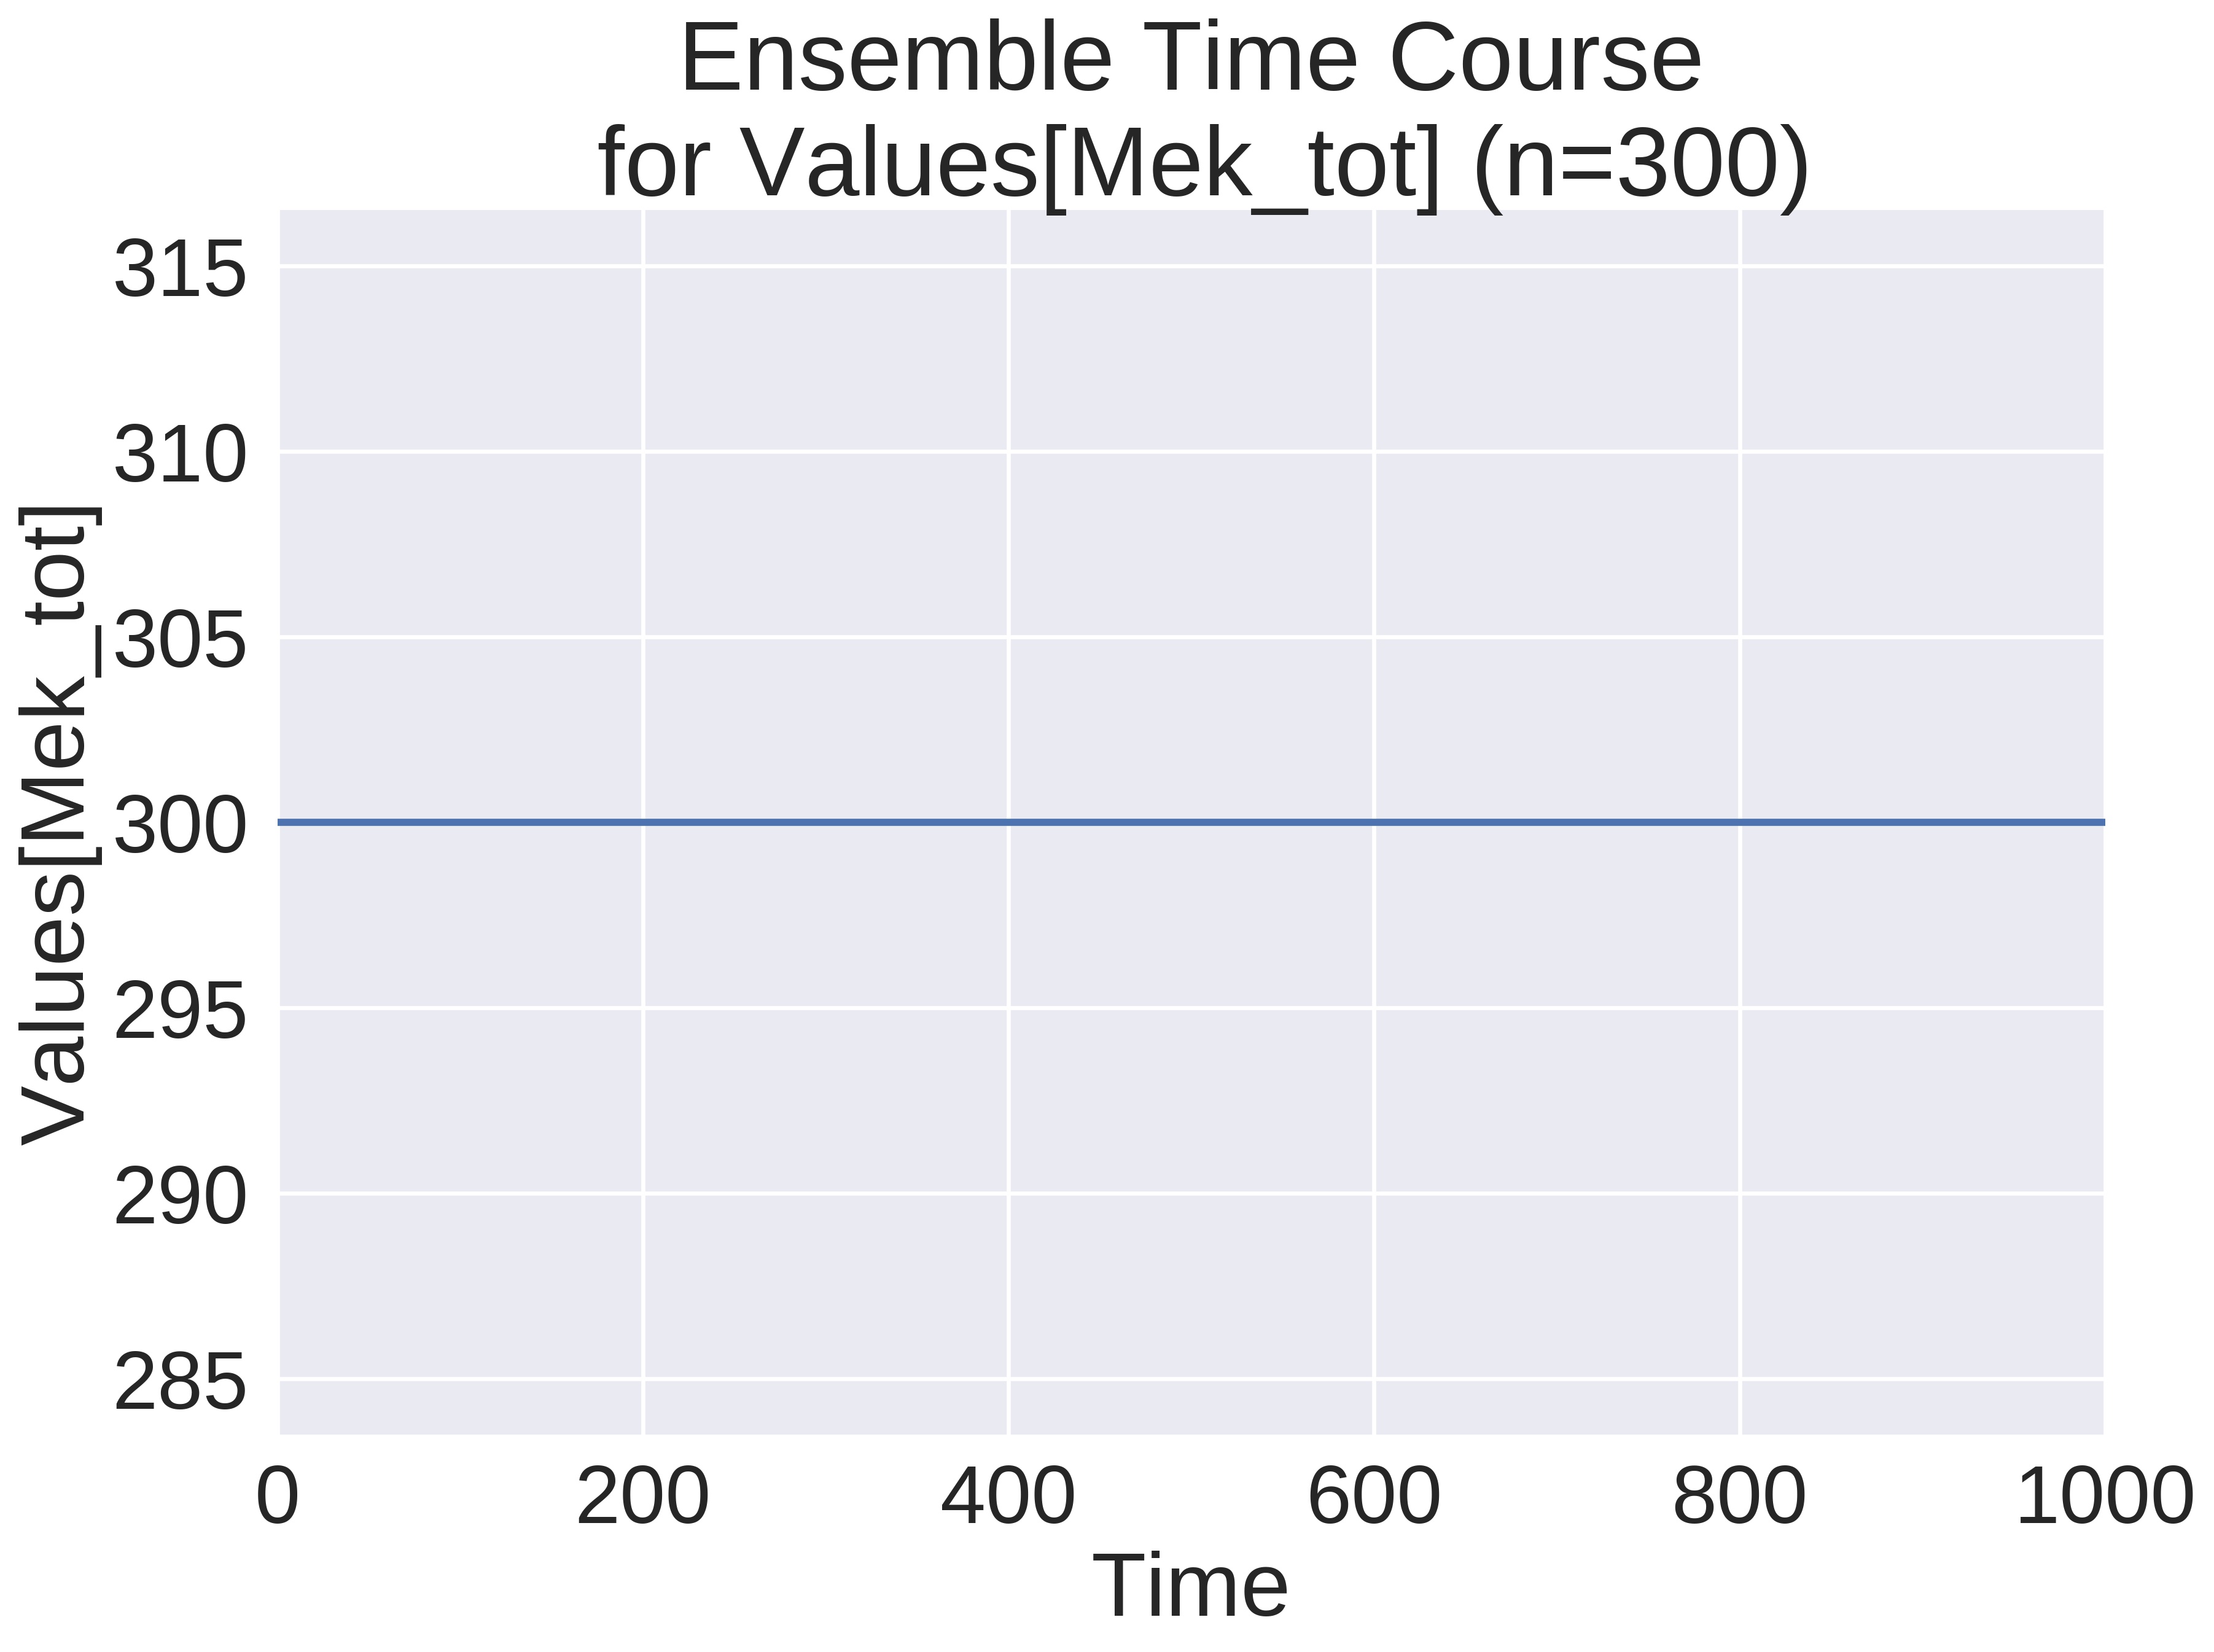 Ensemble Time Course
for Values[Mek_tot] (n=300)
Values[Mek_tot]
315
310
305
300
295
290
285
0 200 400 600 800 1000
Time